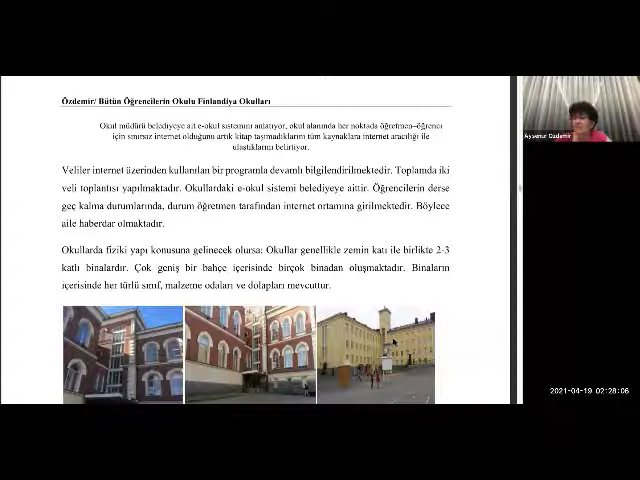 Özdemir/ Bütün Öğrencilerin Okulu Finlandiya Okulları
Okul müdürü belediyeye ait e-okul sistemini anlatıyor, okul alanında her noktada öğretmen–öğrenci
için sınırsız internet olduğunu artık kitap taşımadıklarını tüm kaynaklara internet aracılığı ile
ulaştıklarını belirtiyor.
Veliler internet üzerinden kullanılan bir programla devamlı bilgilendirilmektedir. Toplamda iki
veli toplantısı yapılmaktadır. Okullardaki e-okul sistemi belediyeye aittir. Öğrencilerin derse
geç kalma durumlarında, durum öğretmen tarafından internet ortamına girilmektedir. Böylece
aile haberdar olmaktadır.
Okullarda fiziki yapı konusuna gelinecek olursa: Okullar genellikle zemin katı ile birlikte 2-3
katlı binalardır. Çok geniş bir bahçe içerisinde birçok binadan oluşmaktadır. Binaların
içerisinde her türlü sınıf, malzeme odaları ve dolapları mevcuttur.
Aysenur Ozdemir
2021-04-19 02:28:06